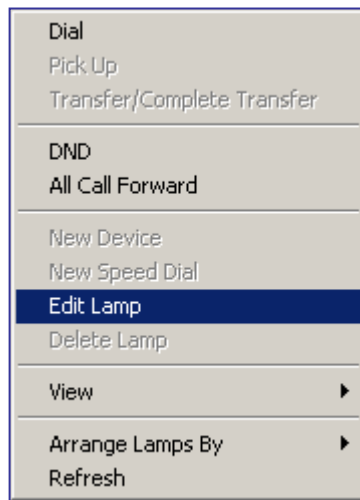 Dial
Pick Up
Transfer/Complete Transfer
DND
All Call Forward
New Device
New Speed Dial
Edit Lamp
Delete Lamp
View
Arrange Lamps By
Refresh